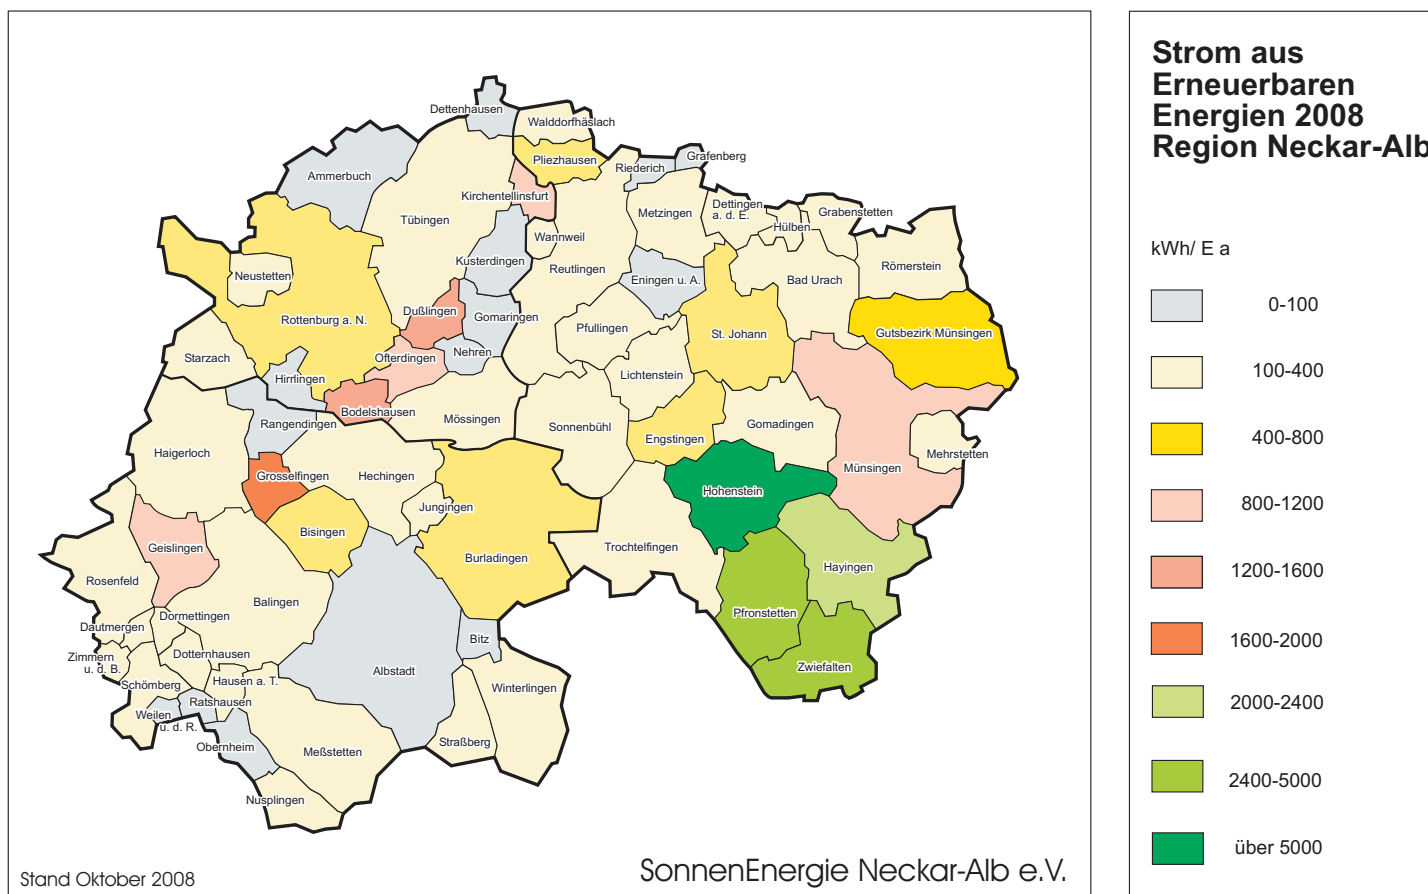 Strom aus
Erneuerbaren
Energien 2008
Region Neckar-Alb
kWh/ E a
0-100
100-400
400-800
800-1200
1200-1600
1600-2000
2000-2400
2400-5000
über 5000
Dettenhausen
Walddorfhäslach
Pliezhausen
Riederich
Grafenberg
Ammerbuch
Kirchentellinsfurt
Tübingen
Metzingen
Dettingen
a. d. E.
Hülben
Grabenstetten
Wannweil
Kusterdingen
Reutlingen
Eningen u. A.
Bad Urach
Römerstein
Neustetten
Rottenburg a. N.
Dußlingen
Gomaringen
Pfullingen
St. Johann
Gutsbezirk Münsingen
Starzach
Ofterdingen
Nehren
Hirrlingen
Lichtenstein
Bodelshausen
Mössingen
Rangendingen
Sonnenbühl
Engstingen
Gomadingen
Haigerloch
Grosselfingen
Hechingen
Münsingen
Mehrstetten
Hohenstein
Jungingen
Bisingen
Geislingen
Burladingen
Trochtelfingen
Hayingen
Rosenfeld
Balingen
Dormettingen
Pfronstetten
Dautmergen
Bitz
Zimmern
u. d. B.
Dotternhausen
Albstadt
Zwiefalten
Schömberg
Hausen a. T.
Winterlingen
Ratshausen
Weilen
u. d. R.
Obernheim
Meßstetten
Straßberg
Nusplingen
Stand Oktober 2008
SonnenEnergie Neckar-Alb e.V.